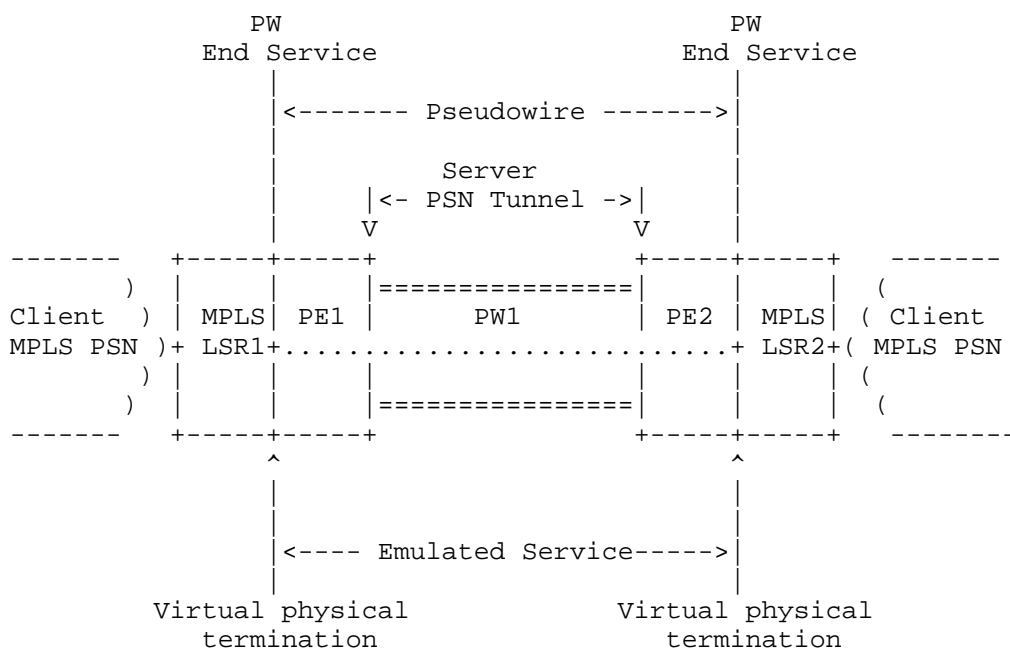 PW PW
End Service End Service
|<------- Pseudowire ------->|
Server
|<- PSN Tunnel ->|
V V
------- +-----+-----+ +-----+-----+ -------
) | | |================| | | (
Client ) | MPLS| PE1 | PW1 | PE2 | MPLS| ( Client
MPLS PSN )+ LSR1+............................+ LSR2+( MPLS PSN
) | | | | | | (
) | | |================| | | (
------- +-----+-----+ +-----+-----+ --------
^ ^
|<---- Emulated Service----->|
Virtual physical Virtual physical
termination termination